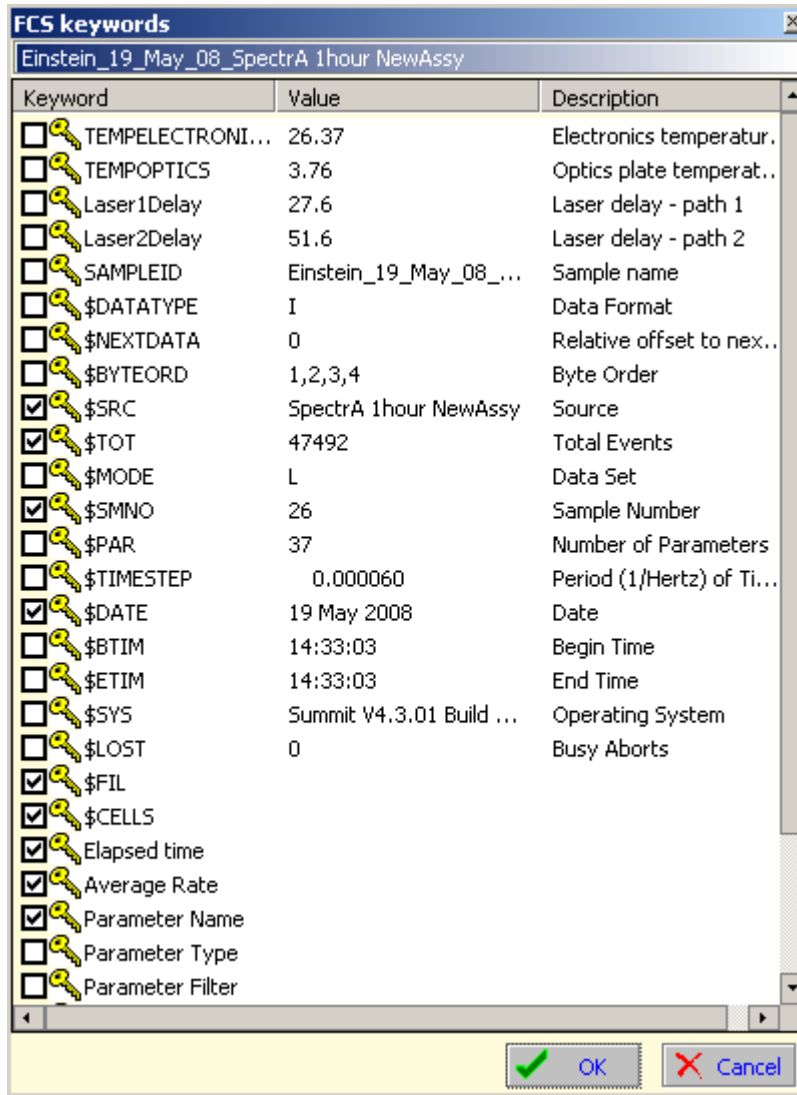 FCS keywords
Einstein_19_May_08_SpectrA 1hour NewAssy
Keyword Value Description
TEMPELECTRONI... 26.37 Electronics temperatur.
TEMPOPTICS 3.76 Optics plate temperat..
Laser1Delay 27.6 Laser delay - path 1
Laser2Delay 51.6 Laser delay - path 2
SAMPLEID Einstein_19_May_08_... Sample name
$DATATYPE I Data Format
$NEXTDATA 0 Relative offset to nex..
$BYTEORD 1,2,3,4 Byte Order
$SRC SpectrA 1hour NewAssy Source
$TOT 47492 Total Events
$MODE L Data Set
$SMNO 26 Sample Number
$PAR 37 Number of Parameters
$TIMESTEP 0.000060 Period (1/Hertz) of Ti...
$DATE 19 May 2008 Date
$BTIM 14:33:03 Begin Time
$ETIM 14:33:03 End Time
$SYS Summit V4.3.01 Build ... Operating System
$LOST 0 Busy Aborts
$FIL
$CELLS
Elapsed time
Average Rate
Parameter Name
Parameter Type
Parameter Filter
OK Cancel